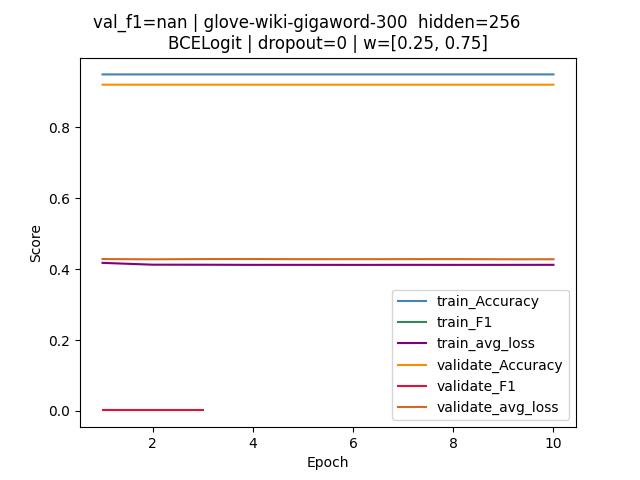 val_f1=nan | glove-wiki-gigaword-300  hidden=256
BCELogit | dropout=0 | w=[0.25, 0.75]
Score
0.8
0.6
0.4
0.2
0.0
train_Accuracy
train_F1
train_avg_loss
validate_Accuracy
validate_F1
validate_avg_loss
2
4
6
8
10
Epoch